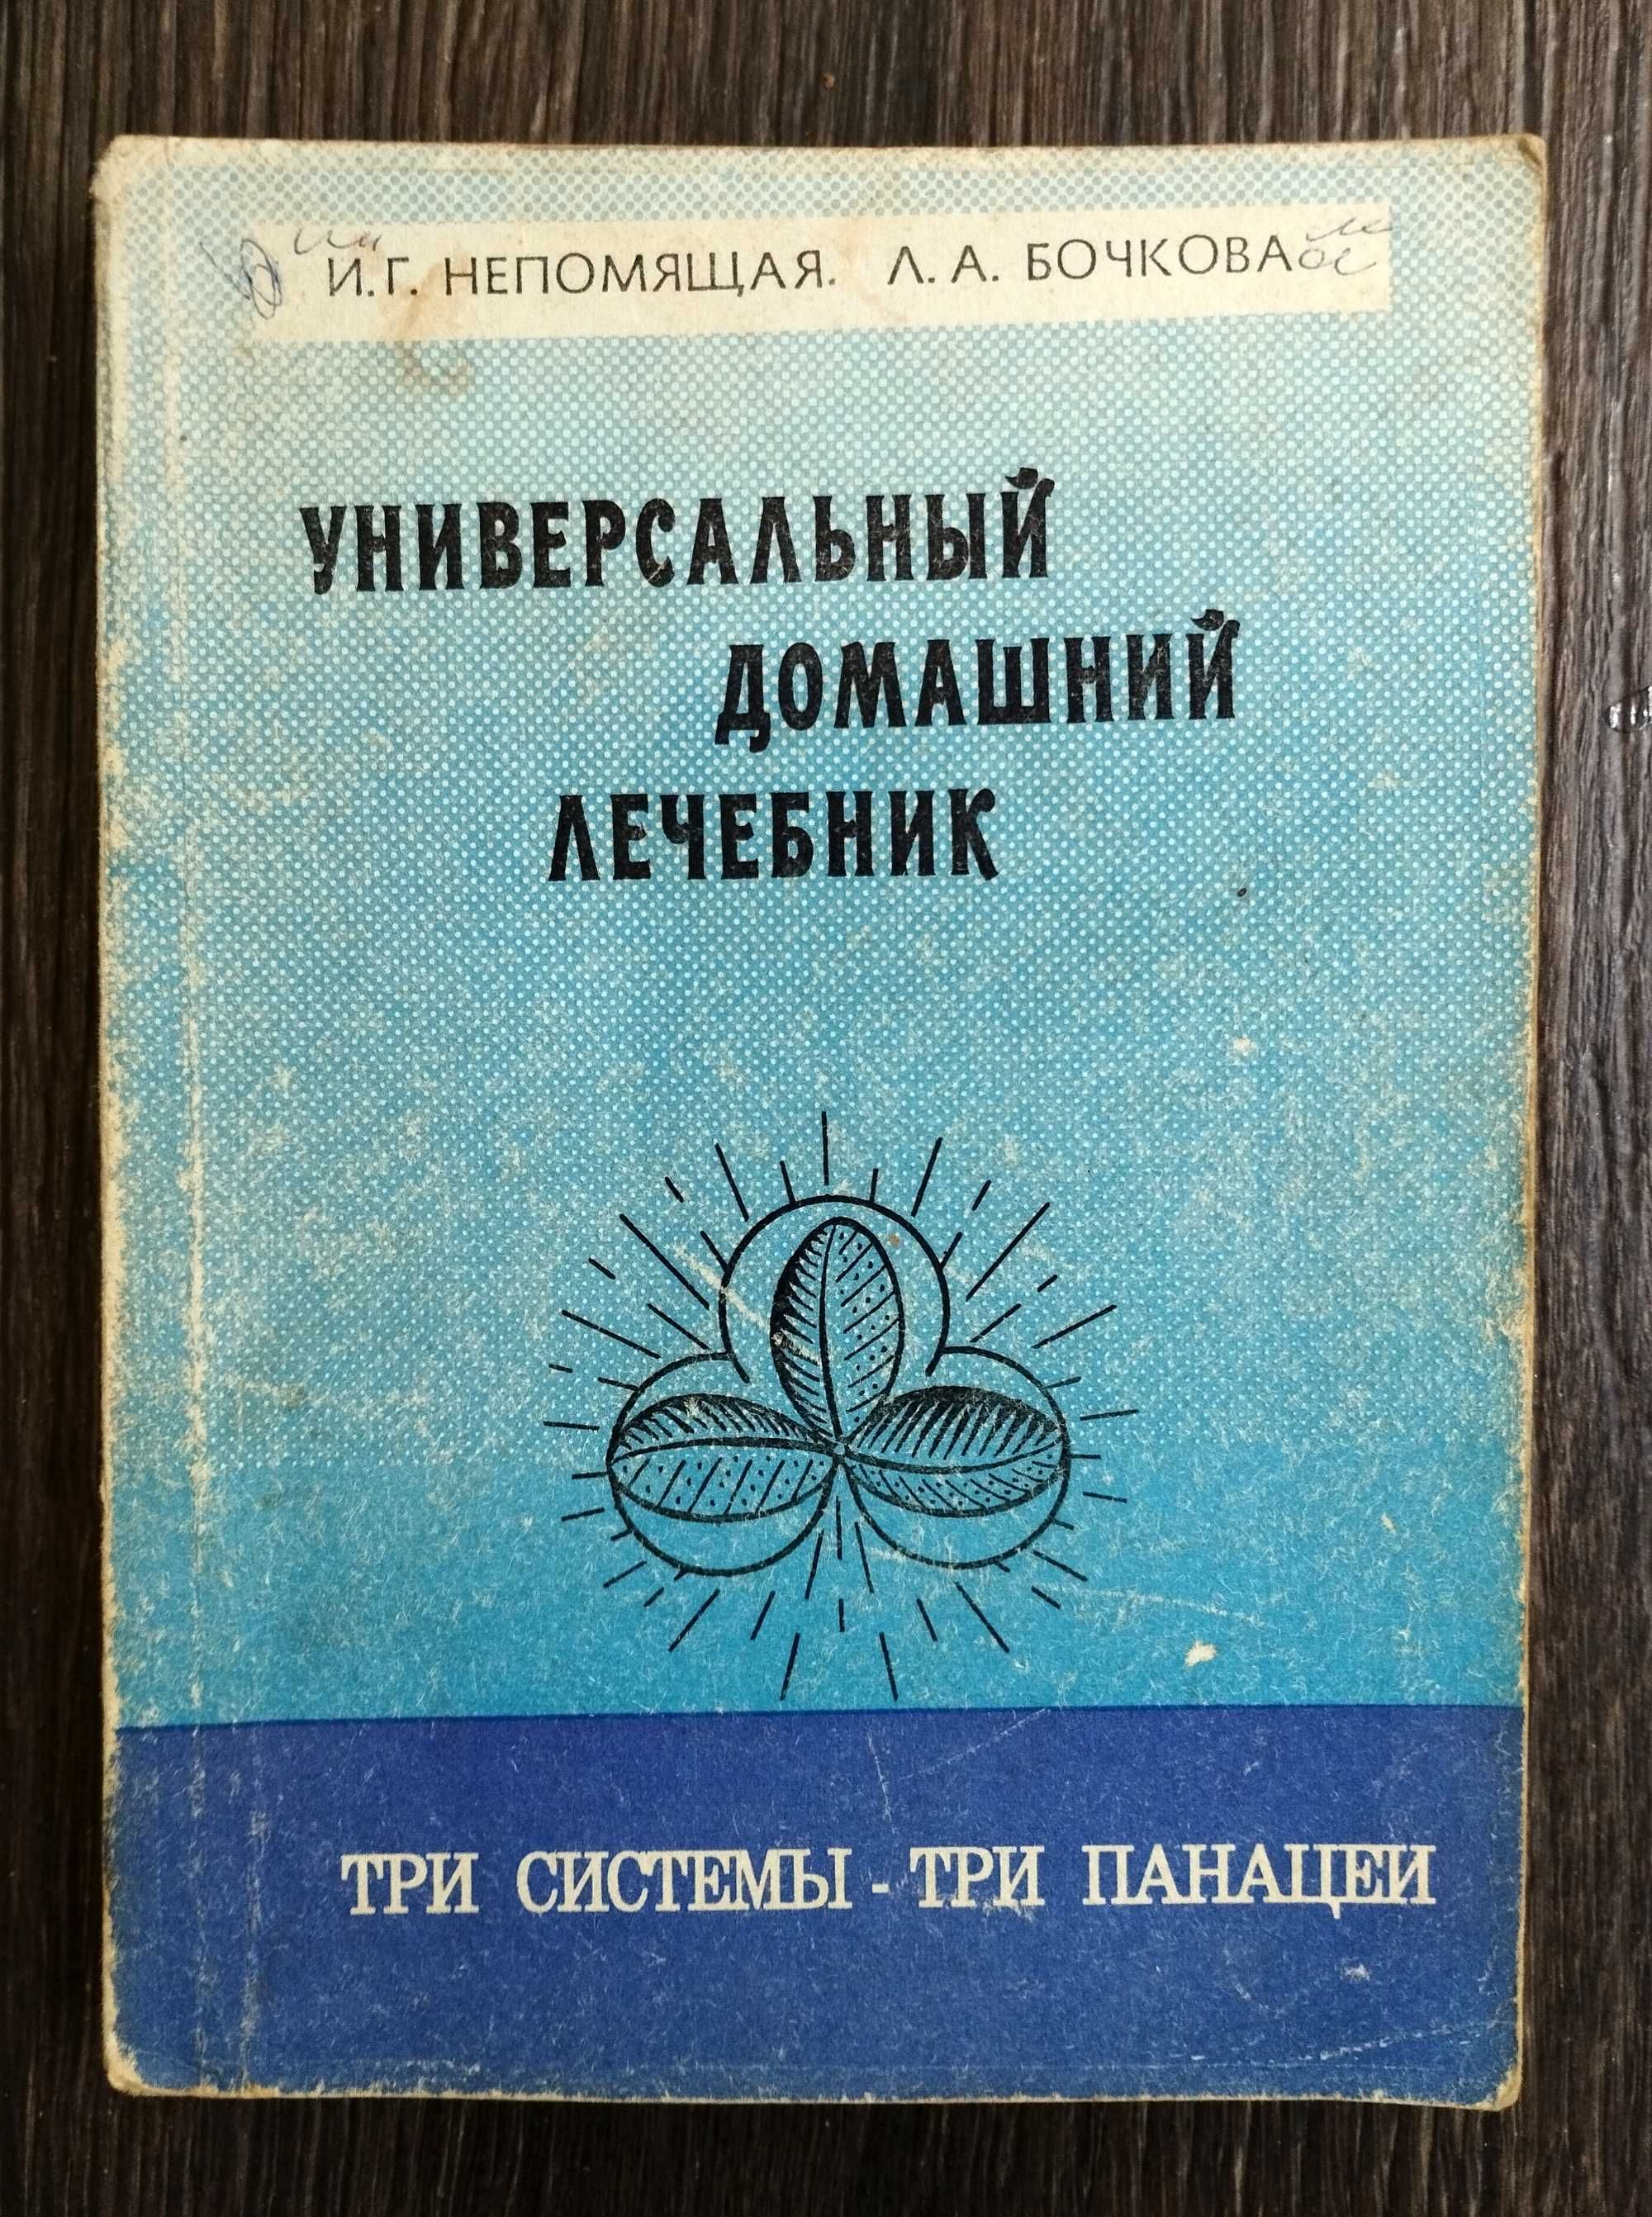 И.Г. НЕПОМЯЩАЯ. Л.А. БОЧКОВА
УНИВЕРСАЛЬНЫЙ
ДОМАШНИЙ
ЛЕЧЕБНИК
ТРИ СИСТЕМЫ - ТРИ ПАНАЦЕИ